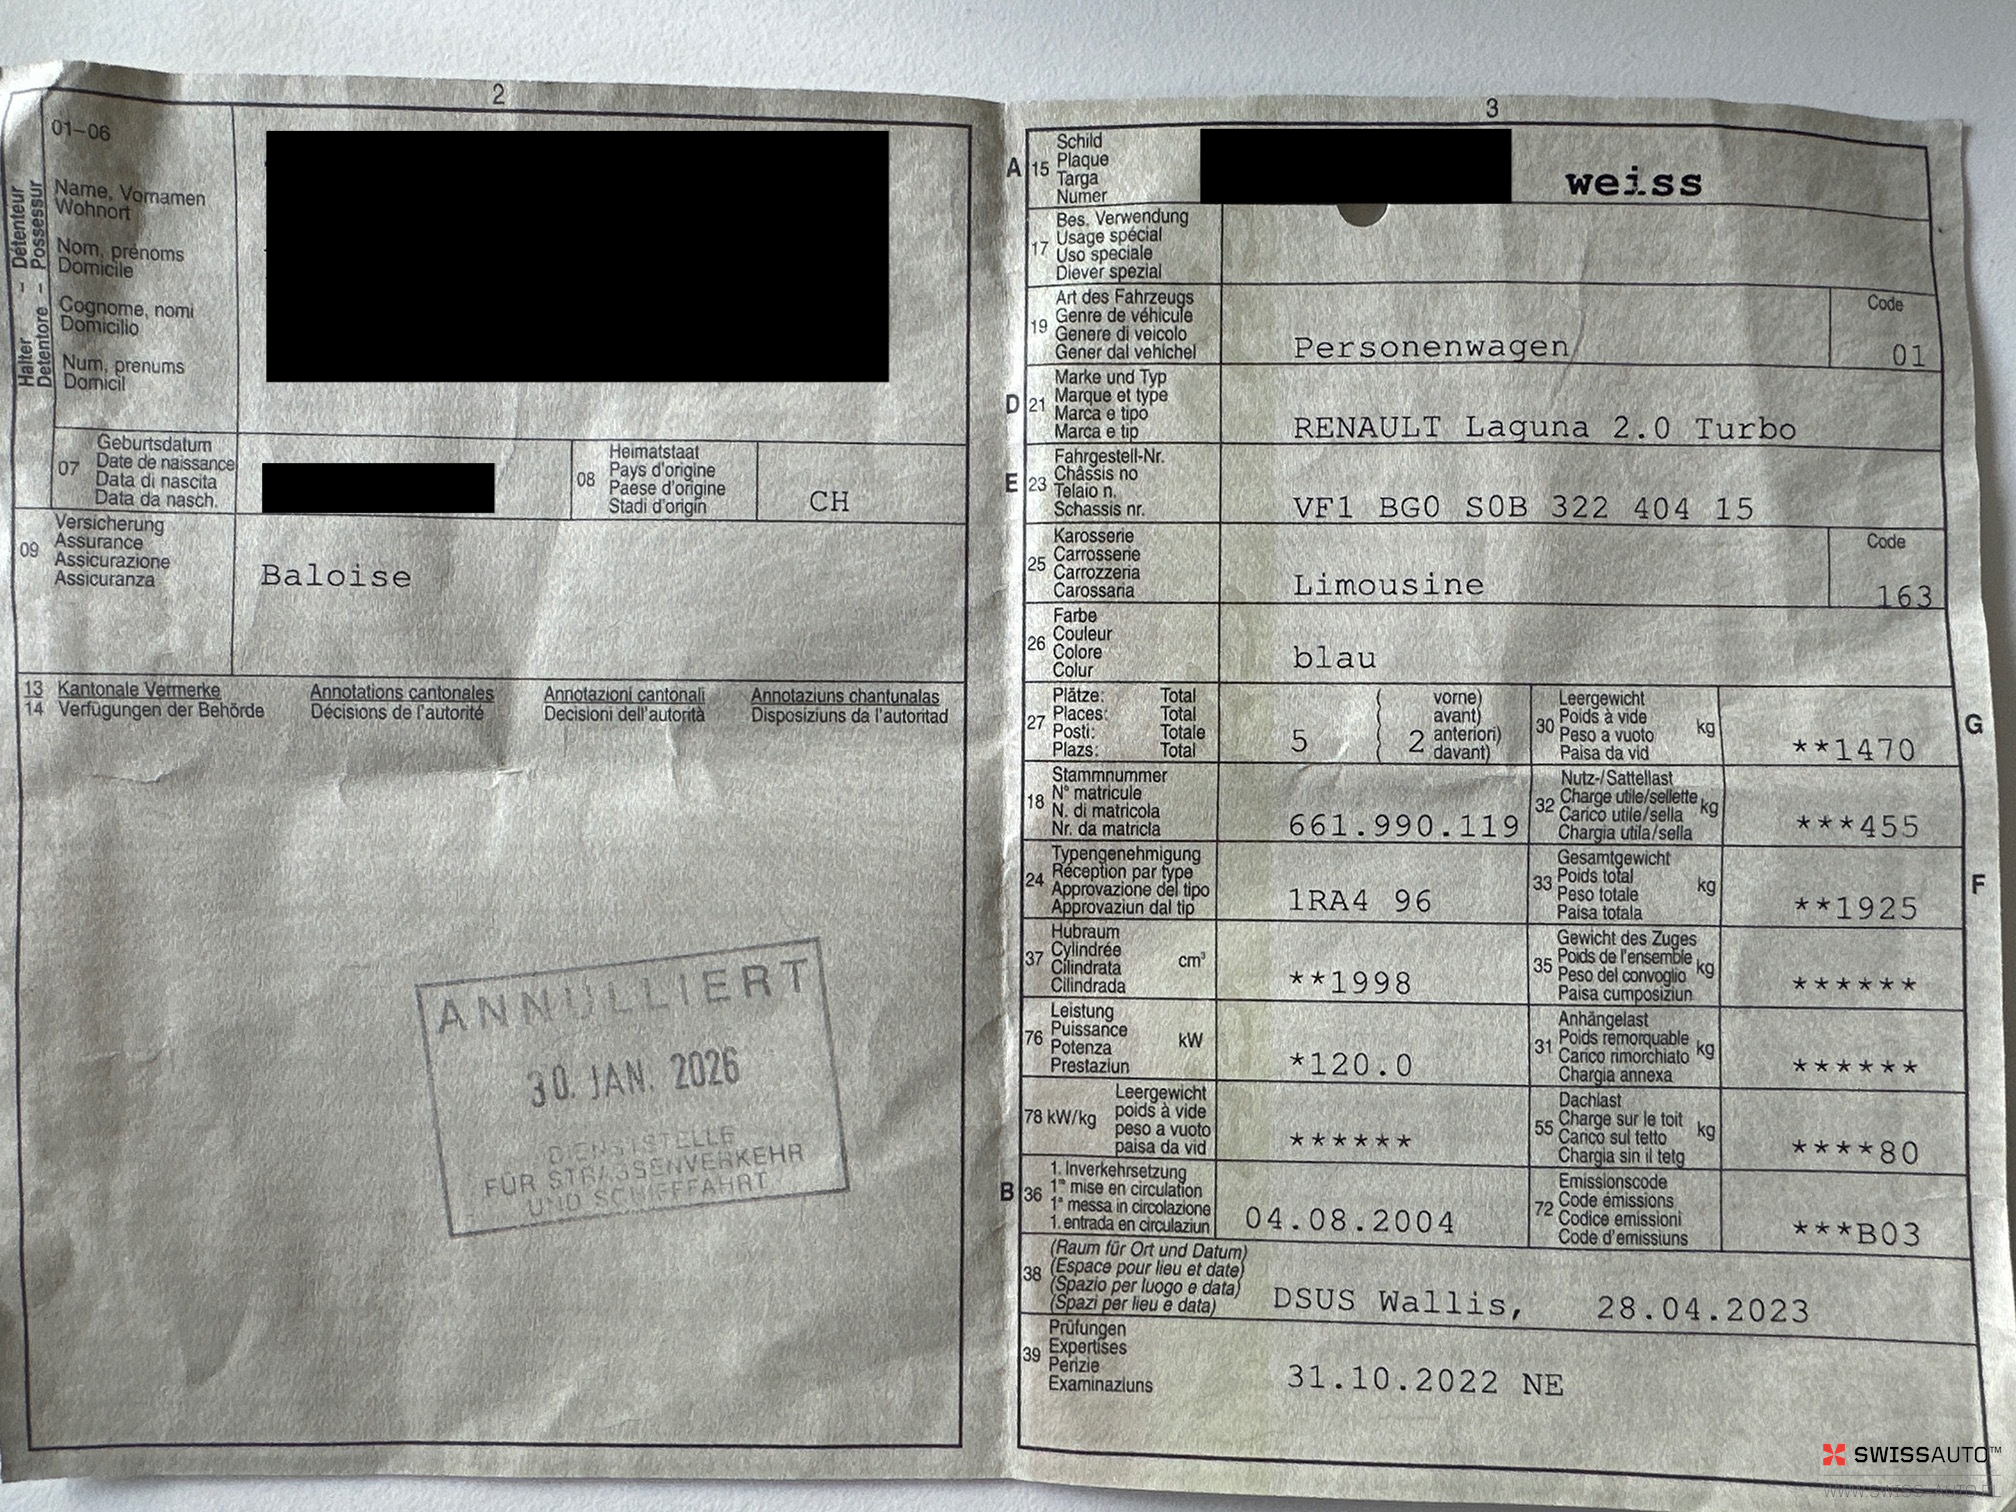 2
01–06
Halter – Détenteur
Detentore – Possessur
Name, Vornamen
Wohnort
Nom, prénoms
Domicile
Cognome, nomi
Domicilio
Num, prenums
Domicil
07
Geburtsdatum
Date de naissance
Data di nascita
Data da nasch.
08
Heimatstaat
Pays d'origine
Paese d'origine
Stadi d'origin
CH
09
Versicherung
Assurance
Assicurazione
Assicuranza
Baloise
13 Kantonale Vermerke Annotations cantonales Annotazioni cantonali Annotaziuns chantunalas
14 Verfügungen der Behörde Décisions de l'autorité Decisioni dell'autorità Disposiziuns da l'autoritad
ANNULLIERT
30. JAN. 2026
DIENSTSTELLE
FÜR STRASSENVERKEHR
UND SCHIFFFAHRT
3
A 15
Schild
Plaque
Targa
Numer
weiss
17
Bes. Verwendung
Usage spécial
Uso speciale
Diever spezial
19
Art des Fahrzeugs
Genre de véhicule
Genere di veicolo
Gener dal vehichel
Personenwagen
Code
01
D 21
Marke und Typ
Marque et type
Marca e tipo
Marca e tip
RENAULT Laguna 2.0 Turbo
E 23
Fahrgestell-Nr.
Châssis no
Telaio n.
Schassis nr.
VF1 BG0 S0B 322 404 15
25
Karosserie
Carrosserie
Carrozzeria
Carossaria
Limousine
Code
163
26
Farbe
Couleur
Colore
Colur
blau
27
Plätze: Total
Places: Total
Posti: Totale
Plazs: Total
5
( vorne)
( avant)
( 2 anteriori)
( davant)
30
Leergewicht
Poids à vide
Peso a vuoto
Paisa da vid
kg
**1470
G
18
Stammnummer
N° matricule
N. di matricola
Nr. da matricla
661.990.119
32
Nutz-/Sattellast
Charge utile/sellette
Carico utile/sella
Chargia utila/sella
kg
***455
24
Typengenehmigung
Réception par type
Approvazione del tipo
Approvaziun dal tip
1RA4 96
33
Gesamtgewicht
Poids total
Peso totale
Paisa totala
kg
**1925
F
37
Hubraum
Cylindrée
Cilindrata
Cilindrada
cm³
**1998
35
Gewicht des Zuges
Poids de l'ensemble
Peso del convoglio
Paisa cumposiziun
kg
******
76
Leistung
Puissance
Potenza
Prestaziun
kW
*120.0
31
Anhängelast
Poids remorquable
Carico rimorchiato
Chargia annexa
kg
******
78 kW/kg
Leergewicht
poids à vide
peso a vuoto
paisa da vid
******
55
Dachlast
Charge sur le toit
Carico sul tetto
Chargia sin il tetg
kg
****80
B 36
1. Inverkehrsetzung
1re mise en circulation
1a messa in circolazione
1. entrada en circulaziun
04.08.2004
72
Emissionscode
Code émissions
Codice emissioni
Code d'emissiuns
***B03
38
(Raum für Ort und Datum)
(Espace pour lieu et date)
(Spazio per luogo e data)
(Spazi per lieu e data)
DSUS Wallis, 28.04.2023
39
Prüfungen
Expertises
Perizie
Examinaziuns
31.10.2022 NE
SWISSAUTO™